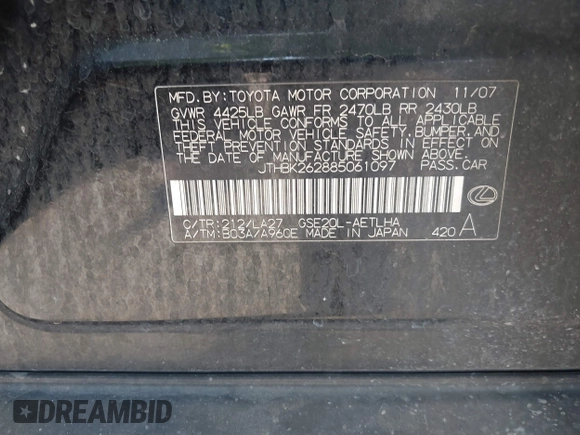 MFD. BY: TOYOTA MOTOR CORPORATION 11/07
GVWR 4425LB GAWR FR 2470LB RR 2430LB
THIS VEHICLE CONFORMS TO ALL APPLICABLE
FEDERAL MOTOR VEHICLE SAFETY, BUMPER, AND
THEFT PREVENTION STANDARDS IN EFFECT ON
THE DATE OF MANUFACTURE SHOWN ABOVE.
JTHBK262885061097 PASS. CAR
C/TR: 212/LA27 GSE20L-AETLHA
A/TM: B03A/A960E MADE IN JAPAN 420 A
DREAMBID